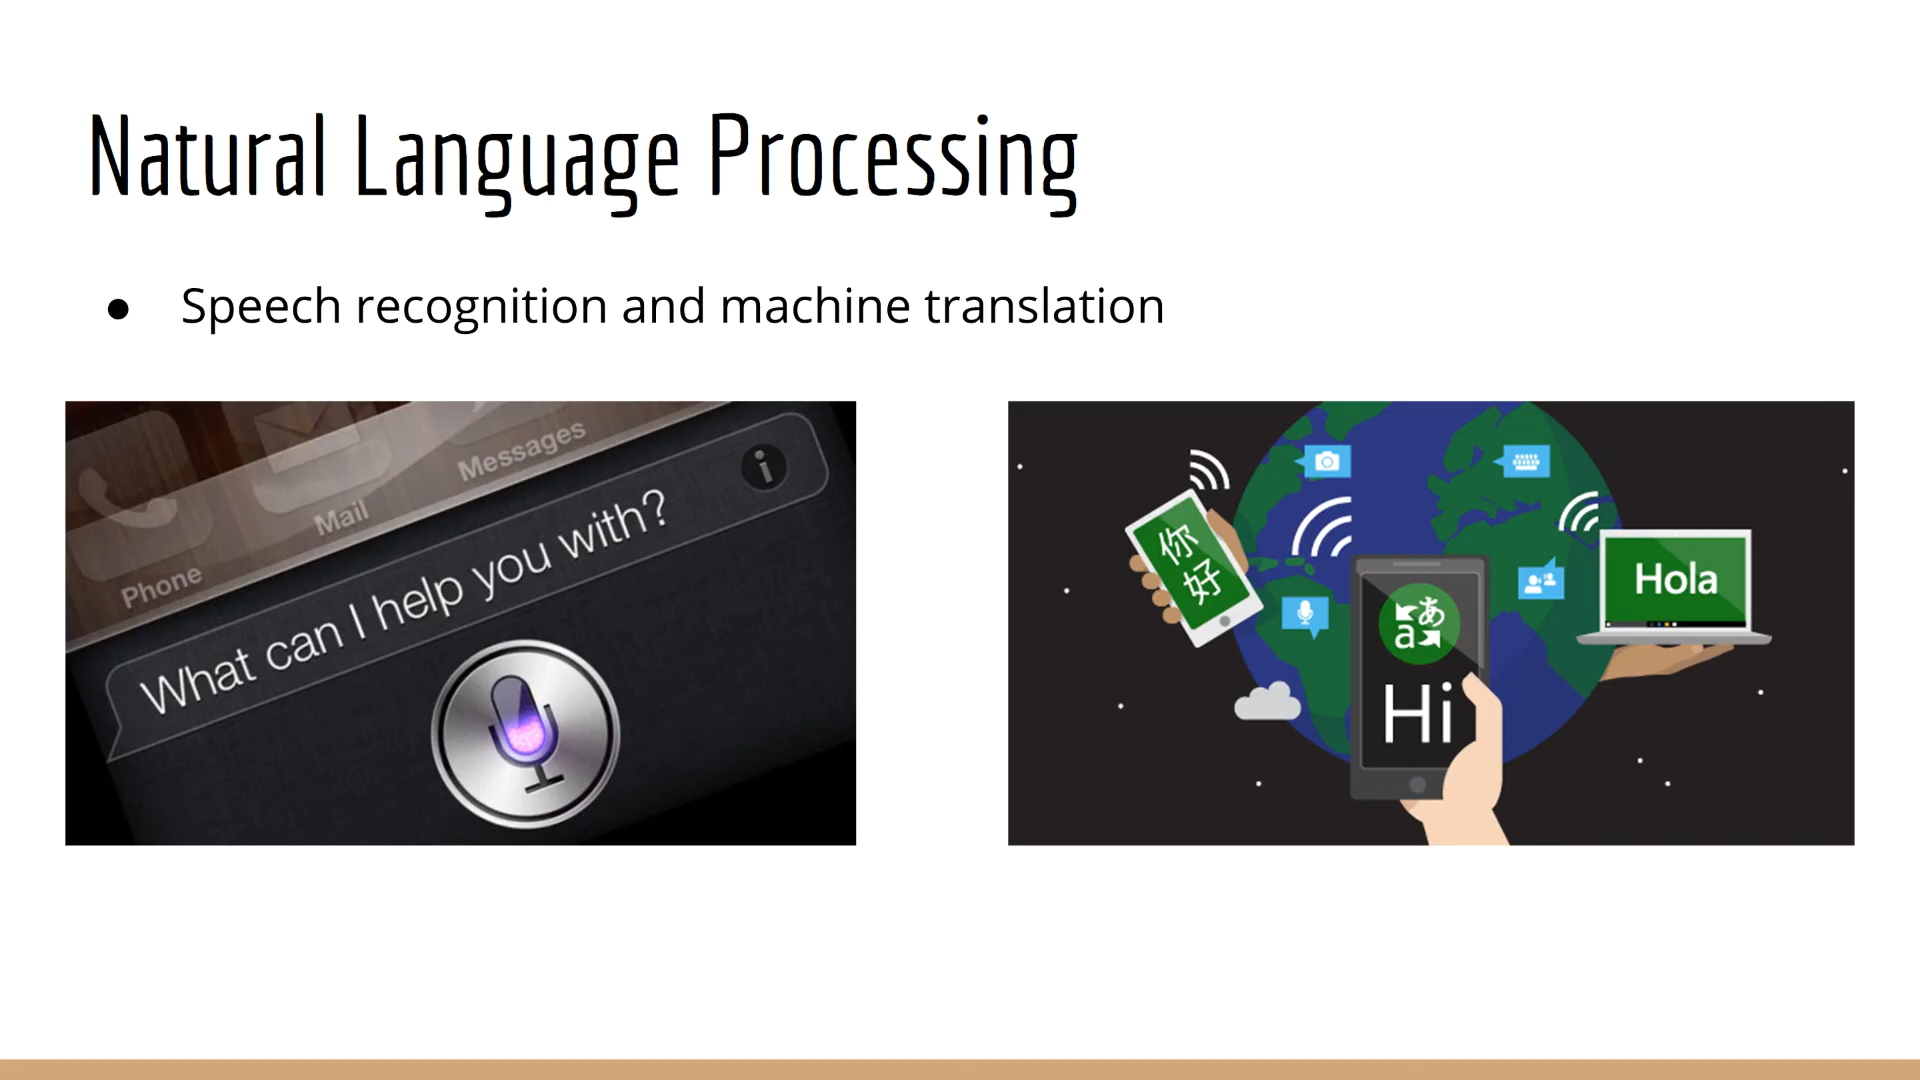 Natural Language Processing
● Speech recognition and machine translation
Messages
Mail
Phone
What can I help you with?
i
你
好
あ
a
Hi
Hola